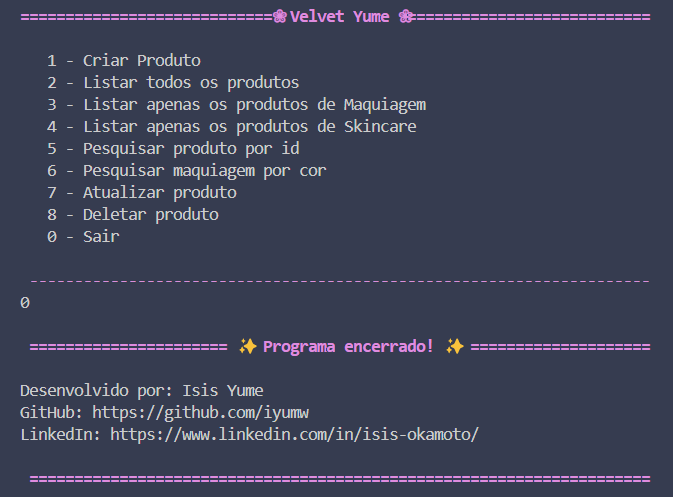 ============================❀ Velvet Yume ❀===========================
1 - Criar Produto
2 - Listar todos os produtos
3 - Listar apenas os produtos de Maquiagem
4 - Listar apenas os produtos de Skincare
5 - Pesquisar produto por id
6 - Pesquisar maquiagem por cor
7 - Atualizar produto
8 - Deletar produto
0 - Sair
---------------------------------------------------------------------
0
====================== ✨ Programa encerrado! ✨ ====================
Desenvolvido por: Isis Yume
GitHub: https://github.com/iyumw
LinkedIn: https://www.linkedin.com/in/isis-okamoto/
=====================================================================